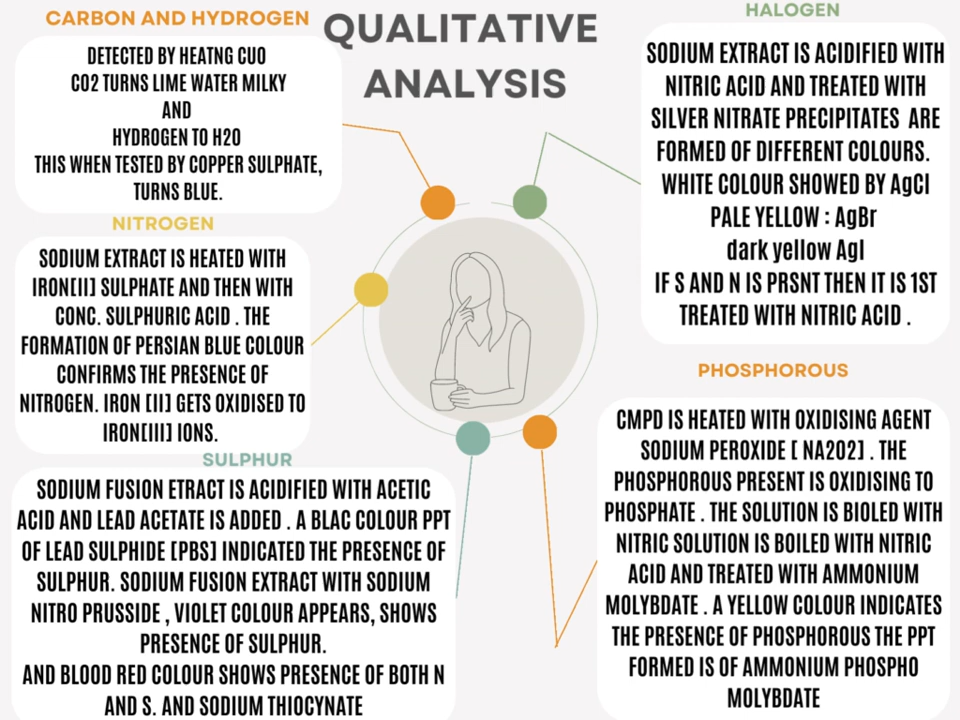 QUALITATIVE
ANALYSIS
CARBON AND HYDROGEN
DETECTED BY HEATNG CUO
CO2 TURNS LIME WATER MILKY
AND
HYDROGEN TO H2O
THIS WHEN TESTED BY COPPER SULPHATE,
TURNS BLUE.
NITROGEN
SODIUM EXTRACT IS HEATED WITH
IRON[II] SULPHATE AND THEN WITH
CONC. SULPHURIC ACID . THE
FORMATION OF PERSIAN BLUE COLOUR
CONFIRMS THE PRESENCE OF
NITROGEN. IRON [II] GETS OXIDISED TO
IRON[III] IONS.
SULPHUR
SODIUM FUSION ETRACT IS ACIDIFIED WITH ACETIC
ACID AND LEAD ACETATE IS ADDED . A BLAC COLOUR PPT
OF LEAD SULPHIDE [PBS] INDICATED THE PRESENCE OF
SULPHUR. SODIUM FUSION EXTRACT WITH SODIUM
NITRO PRUSSIDE , VIOLET COLOUR APPEARS, SHOWS
PRESENCE OF SULPHUR.
AND BLOOD RED COLOUR SHOWS PRESENCE OF BOTH N
AND S. AND SODIUM THIOCYNATE
HALOGEN
SODIUM EXTRACT IS ACIDIFIED WITH
NITRIC ACID AND TREATED WITH
SILVER NITRATE PRECIPITATES ARE
FORMED OF DIFFERENT COLOURS.
WHITE COLOUR SHOWED BY AgCl
PALE YELLOW : AgBr
dark yellow AgI
IF S AND N IS PRSNT THEN IT IS 1ST
TREATED WITH NITRIC ACID .
PHOSPHOROUS
CMPD IS HEATED WITH OXIDISING AGENT
SODIUM PEROXIDE [ NA2O2] . THE
PHOSPHOROUS PRESENT IS OXIDISING TO
PHOSPHATE . THE SOLUTION IS BIOLED WITH
NITRIC SOLUTION IS BOILED WITH NITRIC
ACID AND TREATED WITH AMMONIUM
MOLYBDATE . A YELLOW COLOUR INDICATES
THE PRESENCE OF PHOSPHOROUS THE PPT
FORMED IS OF AMMONIUM PHOSPHO
MOLYBDATE